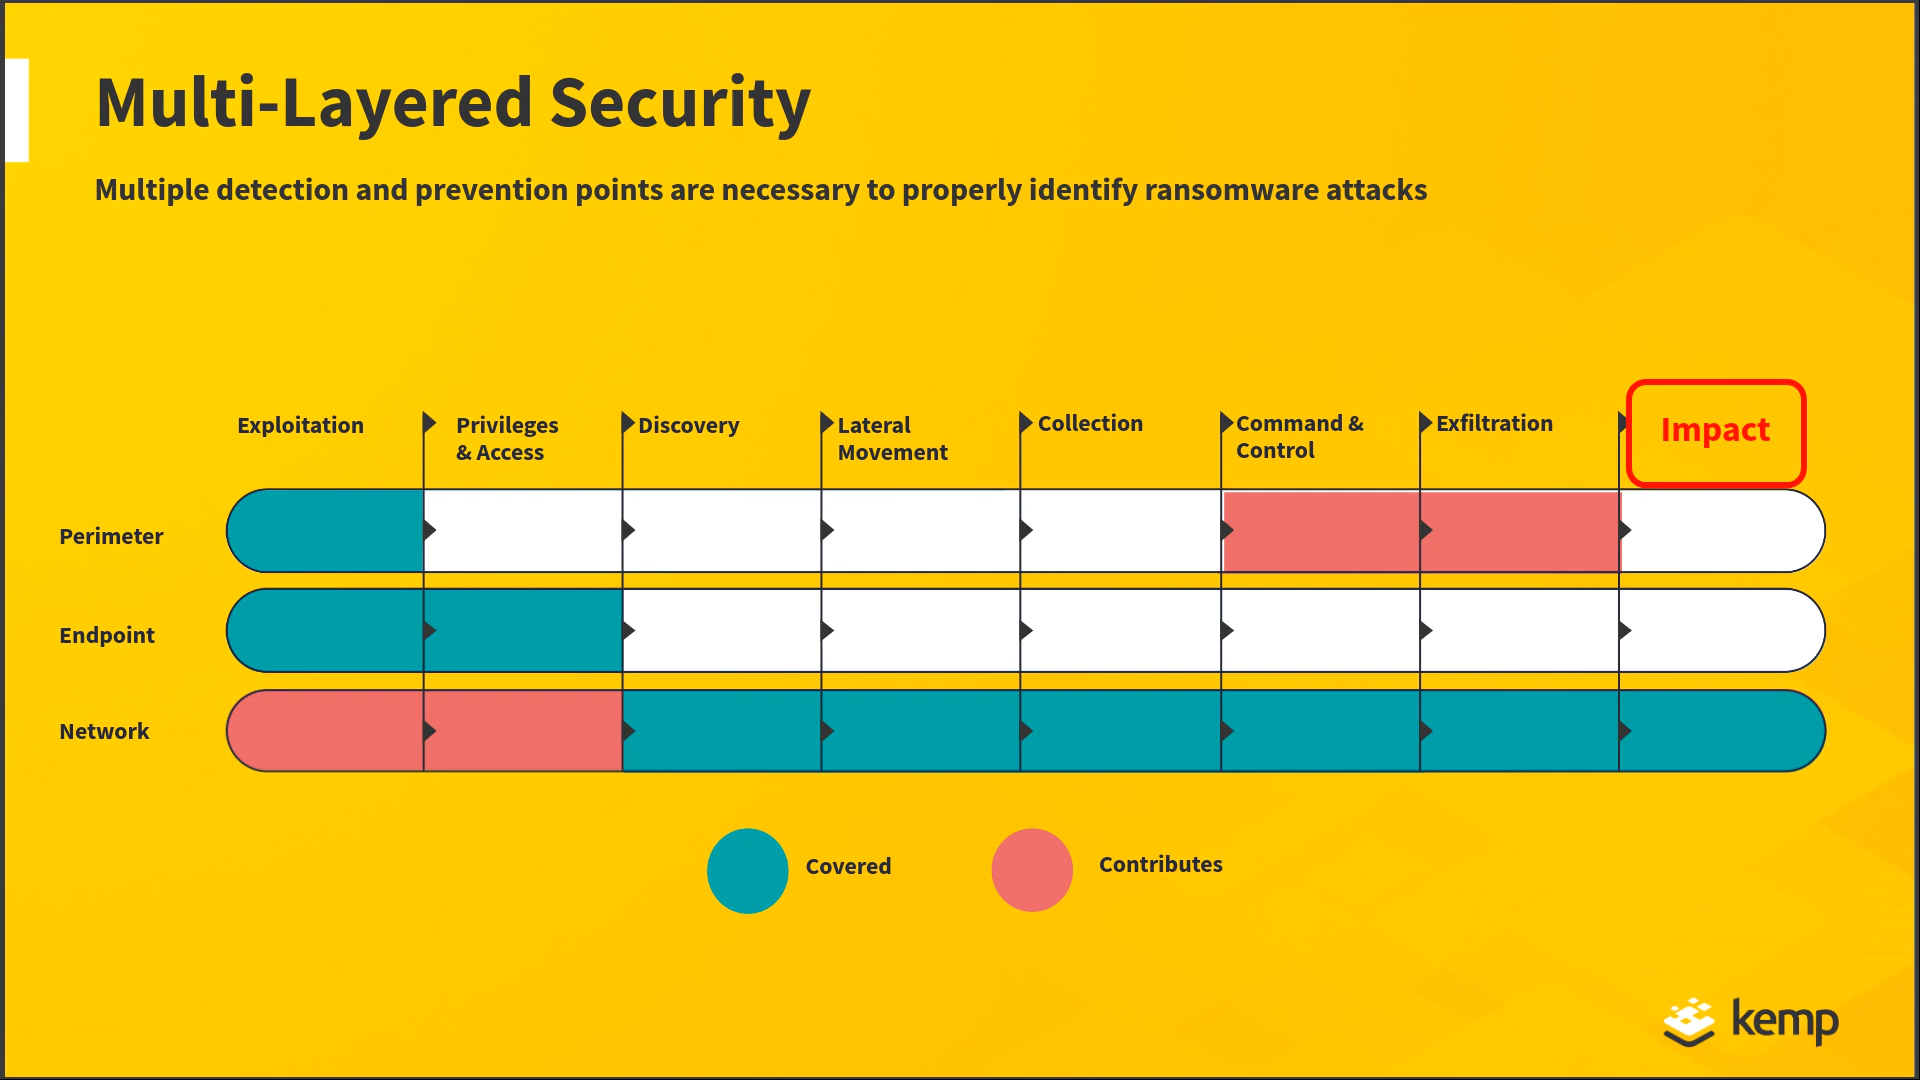 Multi-Layered Security
Multiple detection and prevention points are necessary to properly identify ransomware attacks
Exploitation
Privileges
& Access
Discovery
Lateral
Movement
Collection
Command &
Control
Exfiltration
Impact
Perimeter
Endpoint
Network
Covered
Contributes
kemp